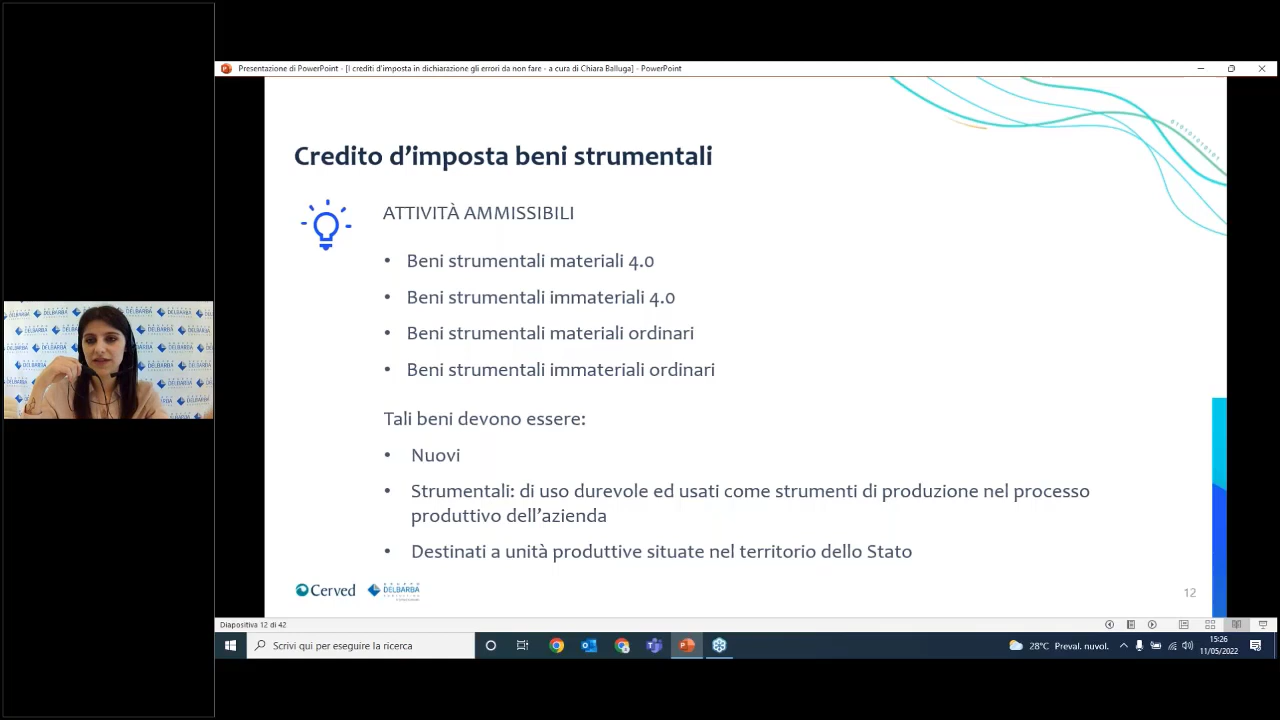 Presentazione di PowerPoint - [I crediti d'imposta in dichiarazione gli errori da non fare - a cura di Chiara Balluga] - PowerPoint
Credito d'imposta beni strumentali
ATTIVITÀ AMMISSIBILI
• Beni strumentali materiali 4.0
• Beni strumentali immateriali 4.0
• Beni strumentali materiali ordinari
• Beni strumentali immateriali ordinari
Tali beni devono essere:
• Nuovi
• Strumentali: di uso durevole ed usati come strumenti di produzione nel processo
produttivo dell'azienda
• Destinati a unità produttive situate nel territorio dello Stato
Cerved
GRUPPO
DELBARBA
12
Diapositiva 12 di 42
Scrivi qui per eseguire la ricerca
28°C Preval. nuvol.
15:26
11/05/2022